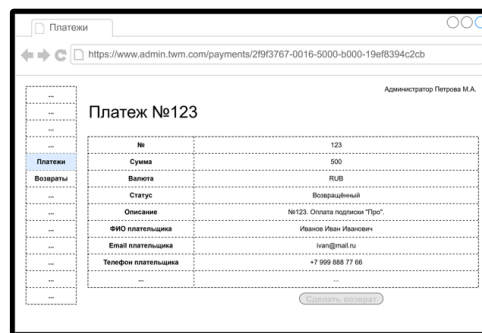 Платежи
https://www.admin.twm.com/payments/2f9f3767-0016-5000-b000-19ef8394c2cb
Администратор Петрова М.А.
Платеж №123
...
...
...
...
Платежи
Возвраты
...
...
...
...
...
...
№ 123
Сумма 500
Валюта RUB
Статус Возвращённый
Описание №123. Оплата подписки "Про".
ФИО плательщика Иванов Иван Иванович
Email плательщика ivan@mail.ru
Телефон плательщика +7 999 888 77 66
... ...
Сделать возврат